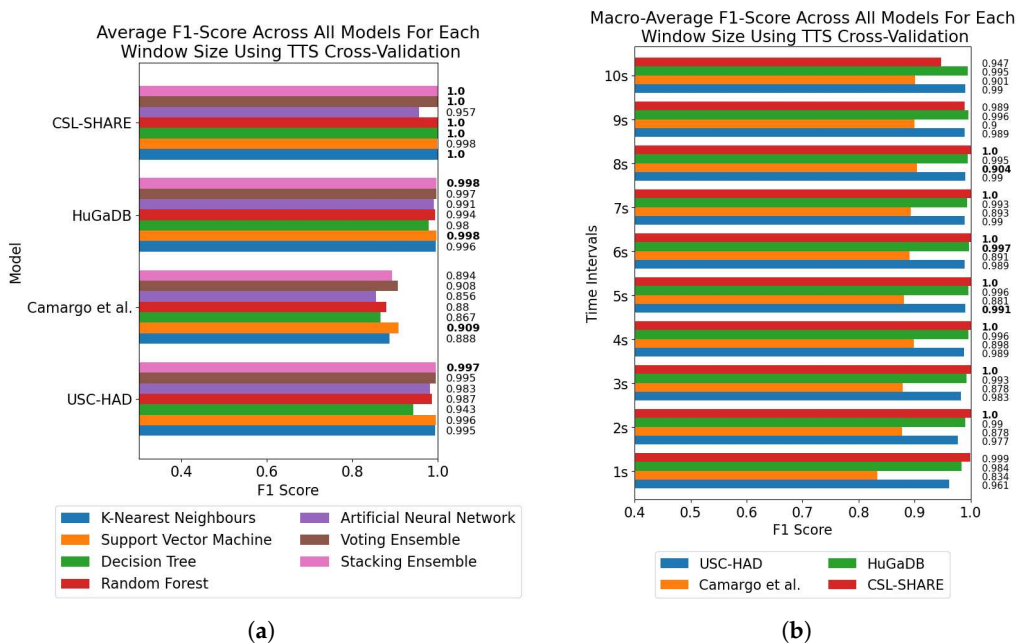 Average F1-Score Across All Models For Each
Window Size Using TTS Cross-Validation
Model
CSL-SHARE
1.0
1.0
0.957
1.0
1.0
0.998
1.0
HuGaDB
0.998
0.997
0.991
0.994
0.98
0.998
0.996
Camargo et al.
0.894
0.908
0.856
0.88
0.867
0.909
0.888
USC-HAD
0.997
0.995
0.983
0.987
0.943
0.996
0.995
0.4 0.6 0.8 1.0
F1 Score
K-Nearest Neighbours
Support Vector Machine
Decision Tree
Random Forest
Artificial Neural Network
Voting Ensemble
Stacking Ensemble
(a)
Macro-Average F1-Score Across All Models For Each
Window Size Using TTS Cross-Validation
Time Intervals
10s
0.947
0.995
0.901
0.99
9s
0.989
0.996
0.9
0.989
8s
1.0
0.995
0.904
0.99
7s
1.0
0.993
0.893
0.99
6s
1.0
0.997
0.891
0.989
5s
1.0
0.996
0.881
0.991
4s
1.0
0.996
0.898
0.989
3s
1.0
0.993
0.878
0.983
2s
1.0
0.99
0.878
0.977
1s
0.999
0.984
0.834
0.961
0.4 0.5 0.6 0.7 0.8 0.9 1.0
F1 Score
USC-HAD
Camargo et al.
HuGaDB
CSL-SHARE
(b)